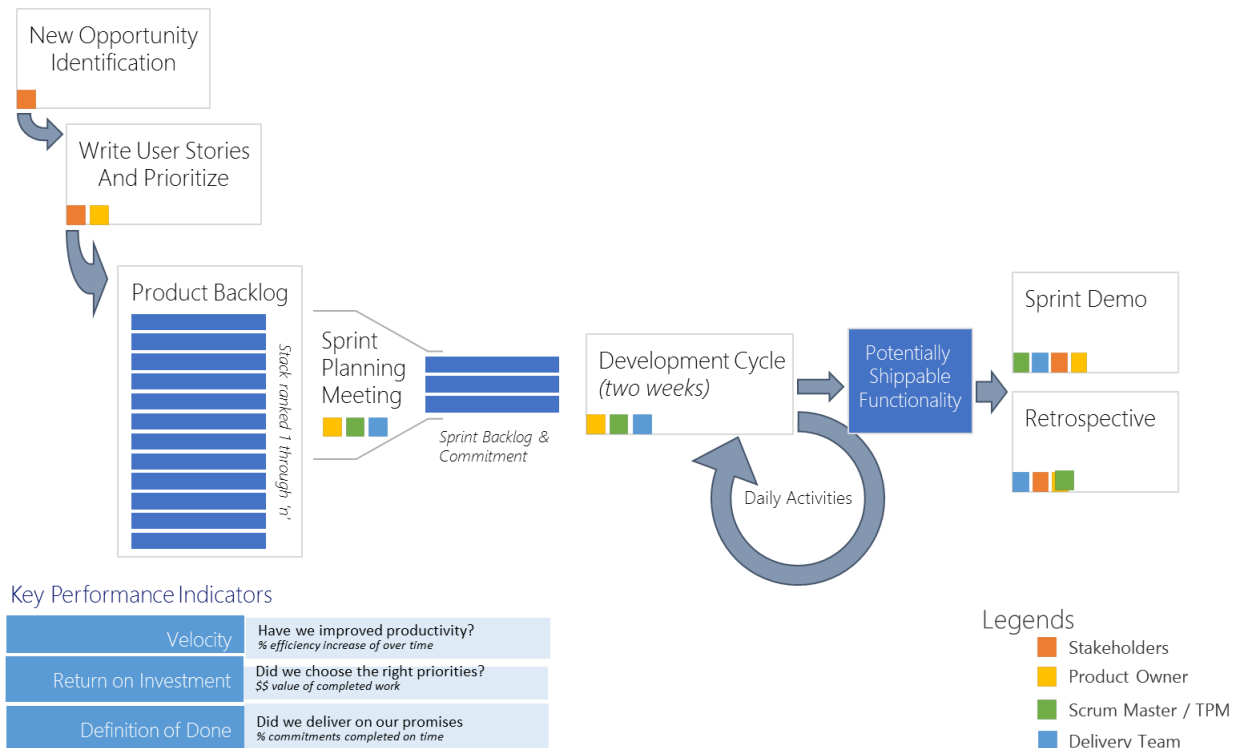 New Opportunity
Identification
Write User Stories
And Prioritize
Product Backlog
Stack ranked 1 through 'n'
Sprint
Planning
Meeting
Sprint Backlog &
Commitment
Development Cycle
(two weeks)
Daily Activities
Potentially
Shippable
Functionality
Sprint Demo
Retrospective
Key Performance Indicators
Velocity
Have we improved productivity?
% efficiency increase of over time
Return on Investment
Did we choose the right priorities?
$$ value of completed work
Definition of Done
Did we deliver on our promises
% commitments completed on time
Legends
Stakeholders
Product Owner
Scrum Master / TPM
Delivery Team